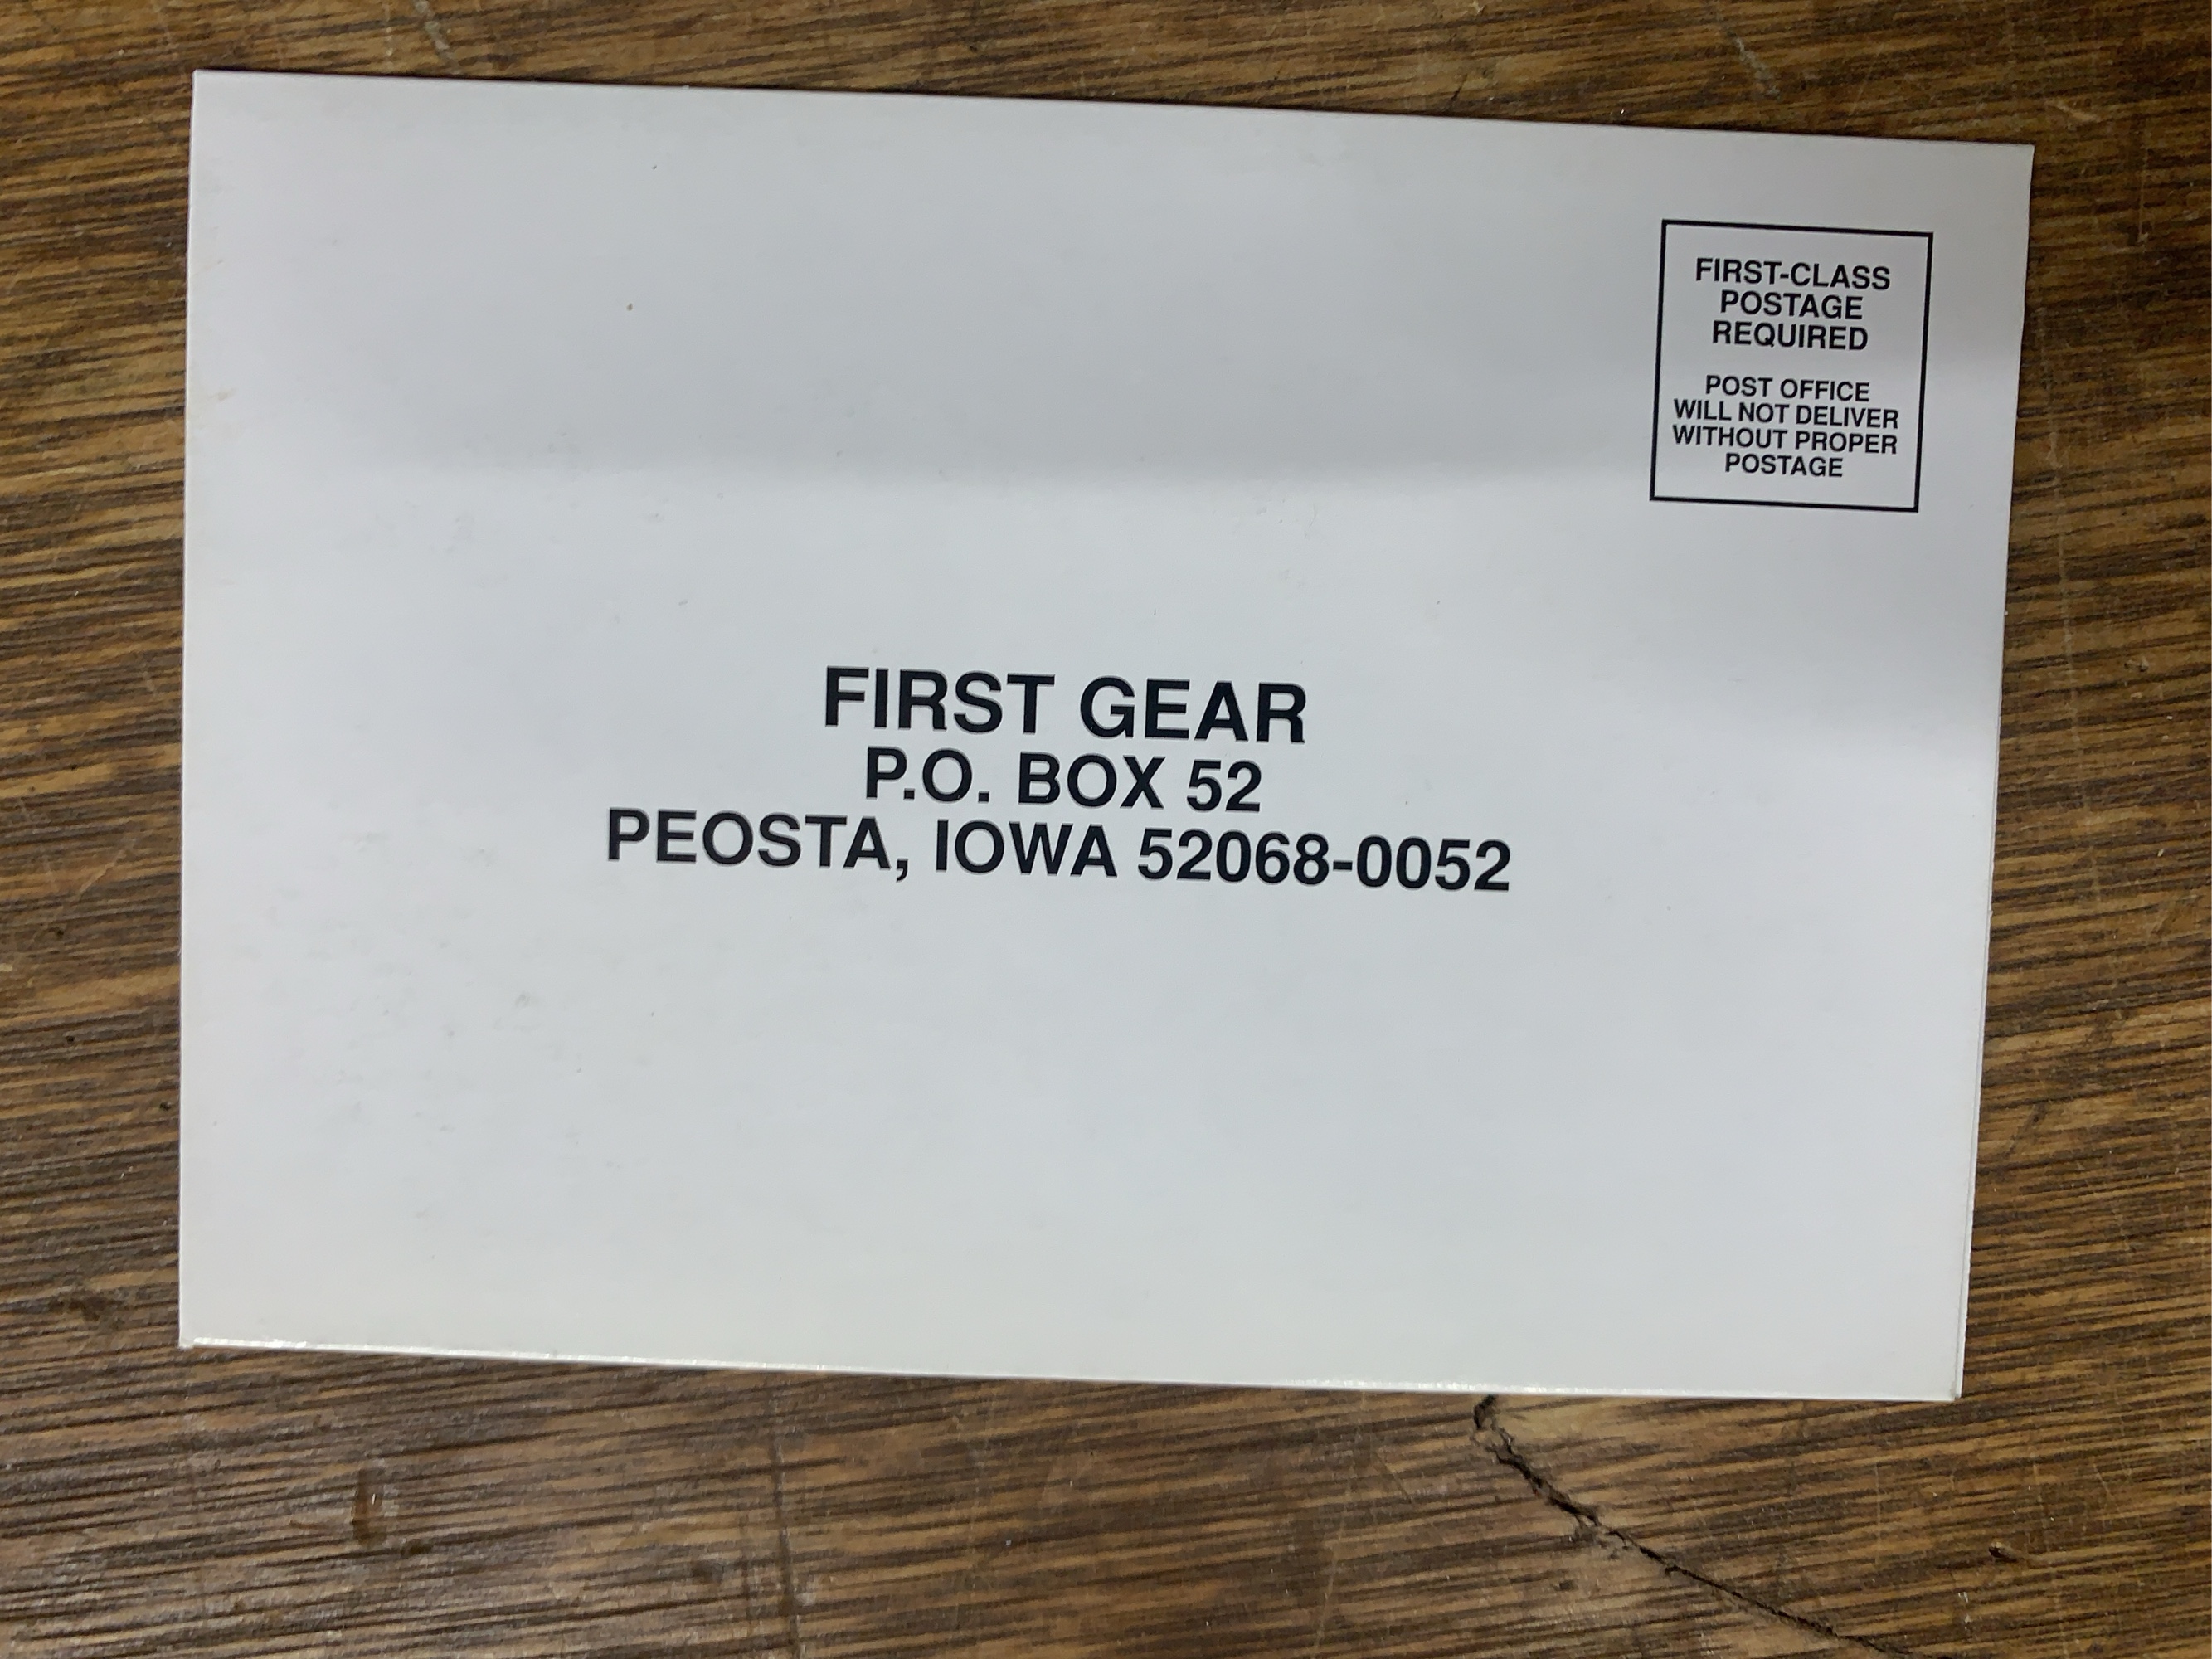 FIRST-CLASS
POSTAGE
REQUIRED
POST OFFICE
WILL NOT DELIVER
WITHOUT PROPER
POSTAGE
FIRST GEAR
P.O. BOX 52
PEOSTA, IOWA 52068-0052